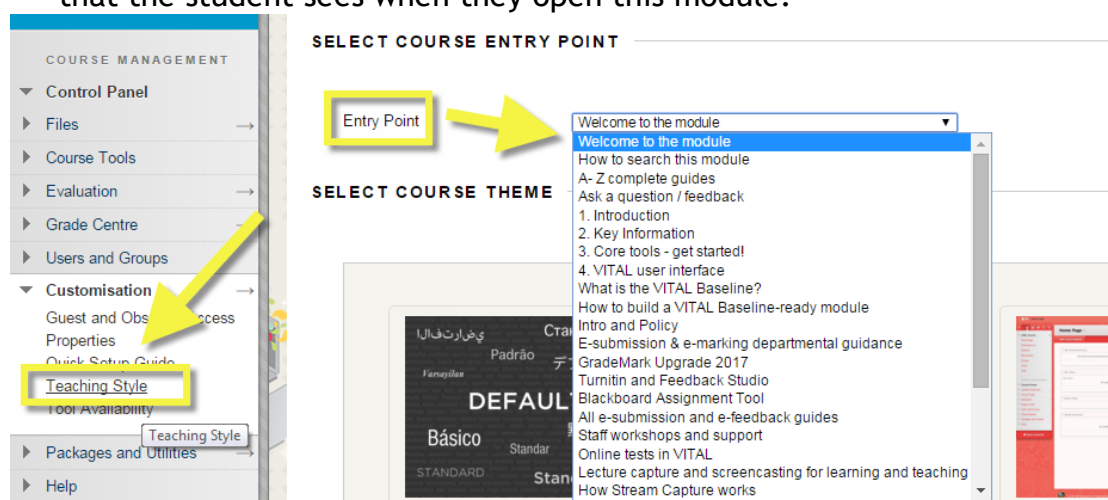 that the student sees when they open this module.
COURSE MANAGEMENT
Control Panel
Files
Course Tools
Evaluation
Grade Centre
Users and Groups
Customisation
Guest and Obs ccess
Properties
Quick Setup Guide
Teaching Style
Tool Availability
Teaching Style
Packages and Utilities
Help
SELECT COURSE ENTRY POINT
Entry Point
Welcome to the module
Welcome to the module
How to search this module
A- Z complete guides
Ask a question / feedback
1. Introduction
2. Key Information
3. Core tools - get started!
4. VITAL user interface
What is the VITAL Baseline?
How to build a VITAL Baseline-ready module
Intro and Policy
E-submission & e-marking departmental guidance
GradeMark Upgrade 2017
Turnitin and Feedback Studio
Blackboard Assignment Tool
All e-submission and e-feedback guides
Staff workshops and support
Online tests in VITAL
Lecture capture and screencasting for learning and teaching
How Stream Capture works
SELECT COURSE THEME
Padrão
DEFAUL
Básico
Standar
STANDARD
Stan
Home Page